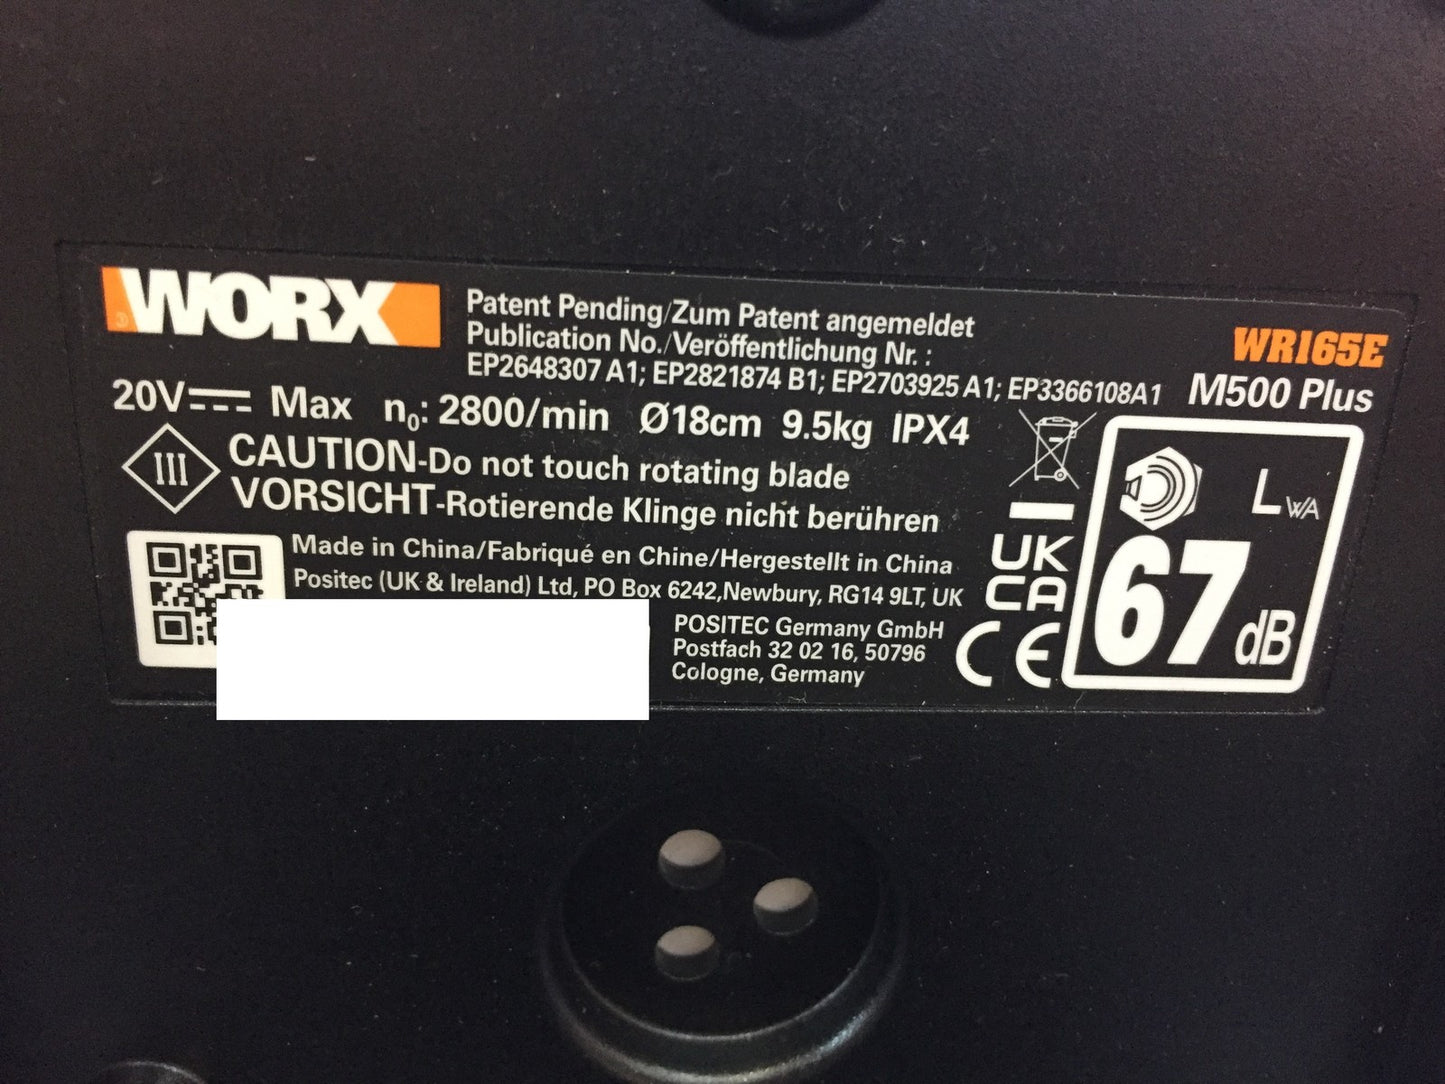 WORX
Patent Pending/Zum Patent angemeldet
Publication No./Veröffentlichung Nr. :
EP2648307 A1; EP2821874 B1; EP2703925 A1; EP3366108A1
WR165E
M500 Plus
20V Max n0: 2800/min Ø18cm 9.5kg IPX4
III
CAUTION-Do not touch rotating blade
VORSICHT-Rotierende Klinge nicht berühren
Made in China/Fabriqué en Chine/Hergestellt in China
Positec (UK & Ireland) Ltd, PO Box 6242,Newbury, RG14 9LT, UK
POSITEC Germany GmbH
Postfach 32 02 16, 50796
Cologne, Germany
UK
CA
CE
LWA
67 dB